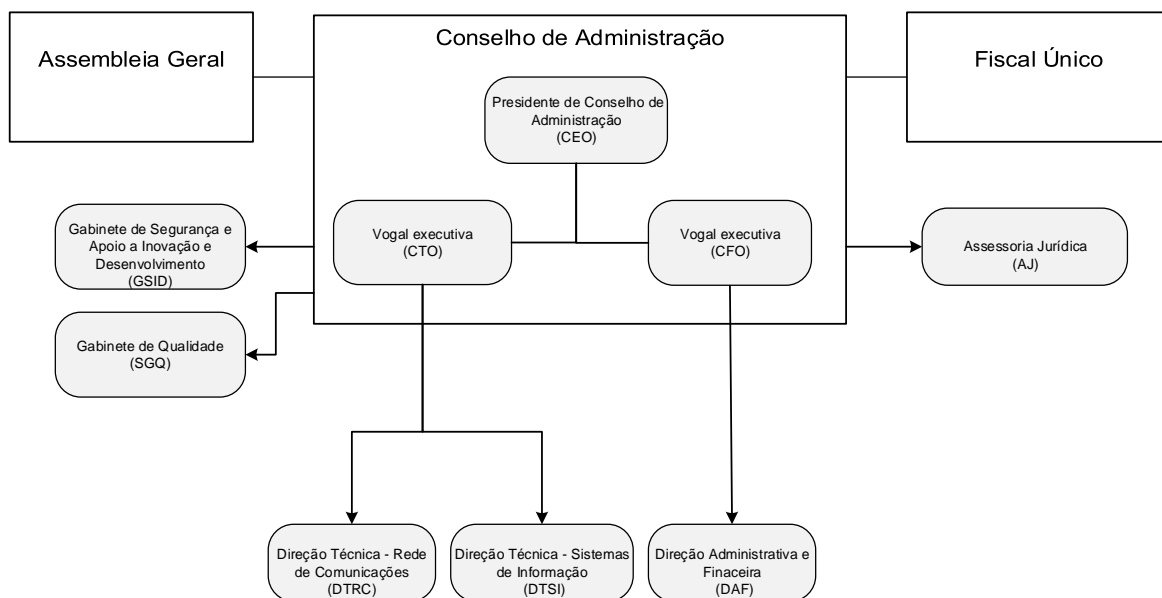 Assembleia Geral
Conselho de Administração
Fiscal Único
Presidente de Conselho de
Administração
(CEO)
Gabinete de Segurança e
Apoio a Inovação e
Desenvolvimento
(GSID)
Vogal executiva
(CTO)
Vogal executiva
(CFO)
Assessoria Jurídica
(AJ)
Gabinete de Qualidade
(SGQ)
Direção Técnica - Rede
de Comunicações
(DTRC)
Direção Técnica - Sistemas
de Informação
(DTSI)
Direção Administrativa e
Finaceira
(DAF)